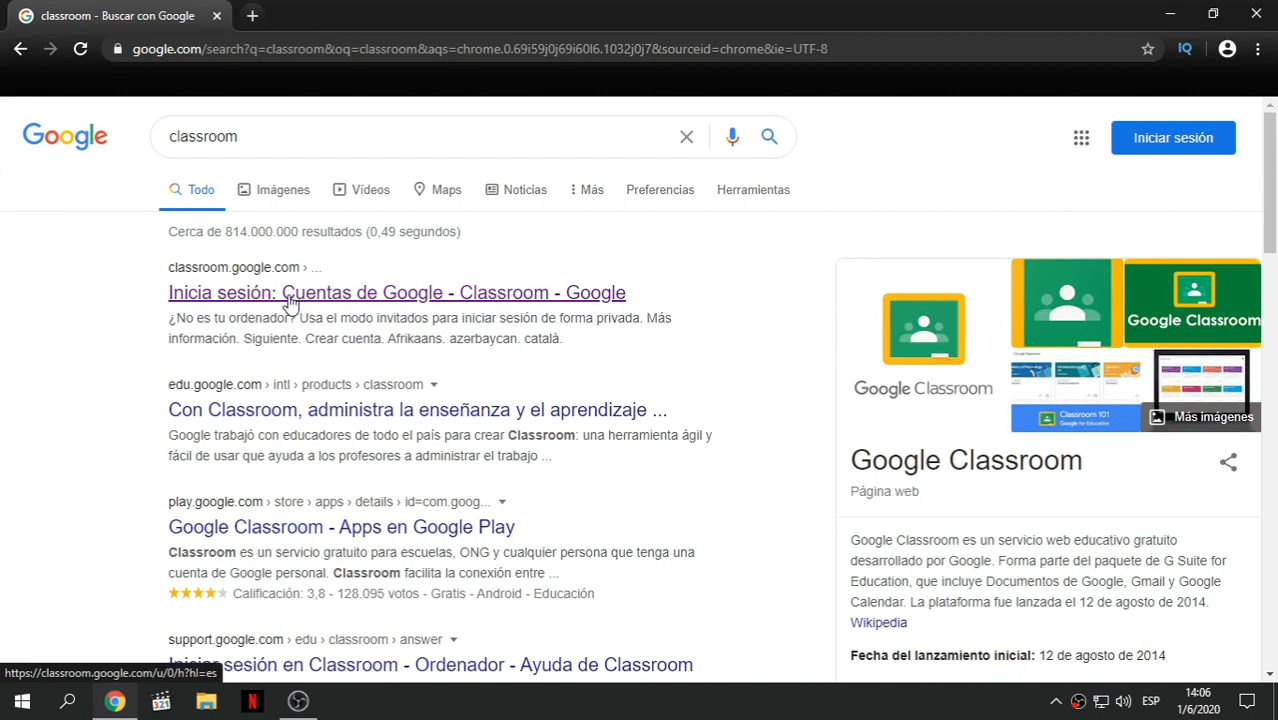 classroom - Buscar con Google
google.com/search?q=classroom&oq=classroom&aqs=chrome.0.69i59j0j69i60l6.1032j0j7&sourceid=chrome&ie=UTF-8
IQ
Google
classroom
Iniciar sesión
Todo
Imágenes
Vídeos
Maps
Noticias
Más
Preferencias
Herramientas
Cerca de 814.000.000 resultados (0,49 segundos)
classroom.google.com › ...
Inicia sesión: Cuentas de Google - Classroom - Google
¿No es tu ordenador? Usa el modo invitados para iniciar sesión de forma privada. Más
información. Siguiente. Crear cuenta. Afrikaans. azərbaycan. català.
edu.google.com › intl › products › classroom
Con Classroom, administra la enseñanza y el aprendizaje ...
Google trabajó con educadores de todo el país para crear Classroom: una herramienta ágil y
fácil de usar que ayuda a los profesores a administrar el trabajo ...
play.google.com › store › apps › details › id=com.goog...
Google Classroom - Apps en Google Play
Classroom es un servicio gratuito para escuelas, ONG y cualquier persona que tenga una
cuenta de Google personal. Classroom facilita la conexión entre ...
Calificación: 3,8 - 128.095 votos - Gratis - Android - Educación
support.google.com › edu › classroom › answer
Iniciar sesión en Classroom - Ordenador - Ayuda de Classroom
Google Classroom
Google Classroom
Classroom 101
Google for Education
Más imágenes
Google Classroom
Página web
Google Classroom es un servicio web educativo gratuito
desarrollado por Google. Forma parte del paquete de G Suite for
Education, que incluye Documentos de Google, Gmail y Google
Calendar. La plataforma fue lanzada el 12 de agosto de 2014.
Wikipedia
Fecha del lanzamiento inicial: 12 de agosto de 2014
https://classroom.google.com/u/0/h?hl=es
321
N
ESP
14:06
1/6/2020